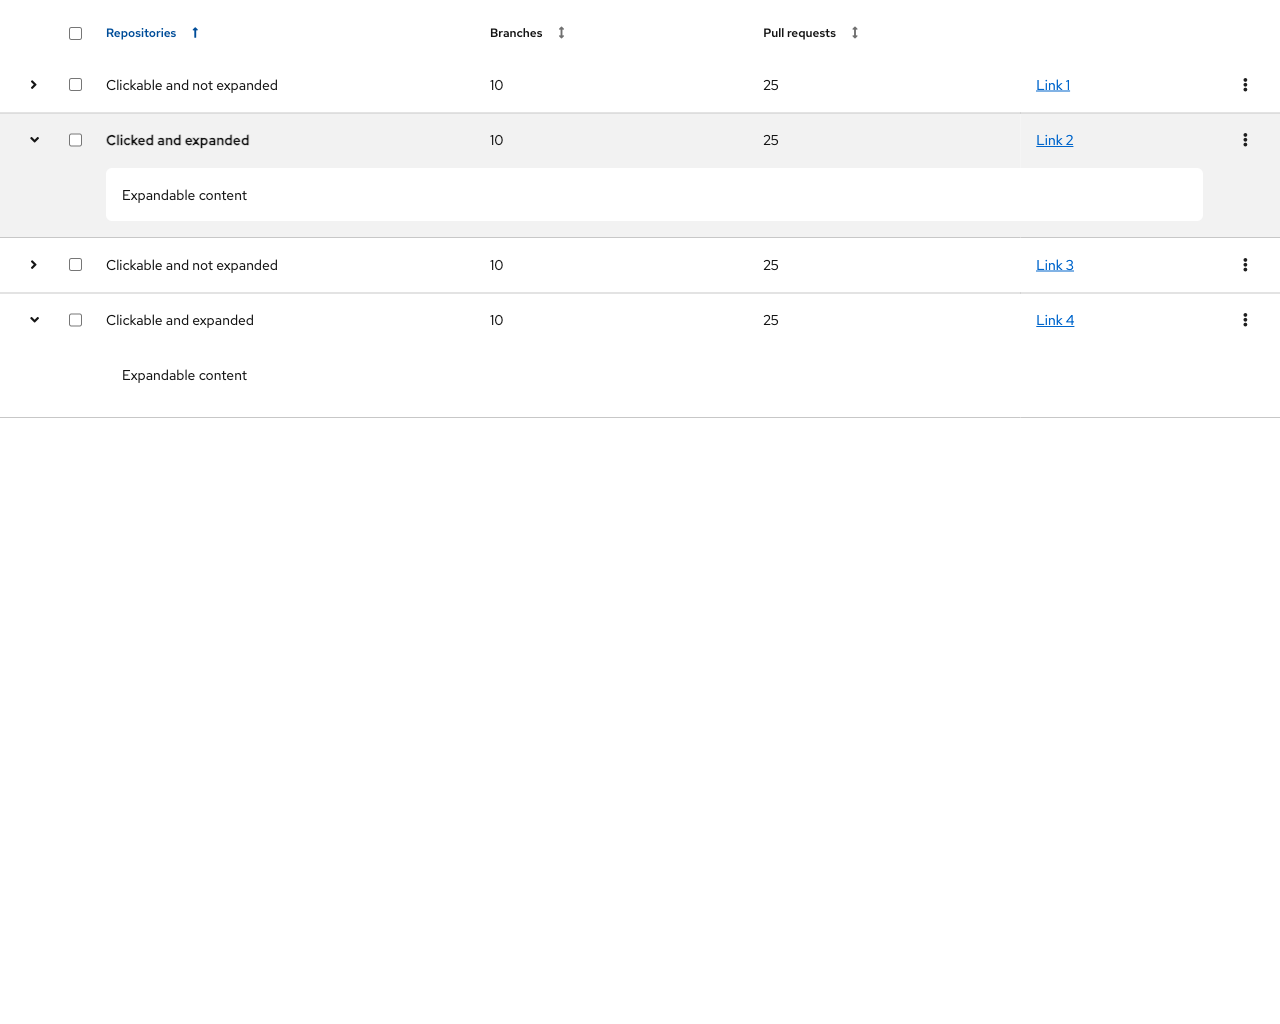 Repositories Branches Pull requests
Clickable and not expanded 10 25 Link 1
Clicked and expanded 10 25 Link 2
Expandable content
Clickable and not expanded 10 25 Link 3
Clickable and expanded 10 25 Link 4
Expandable content